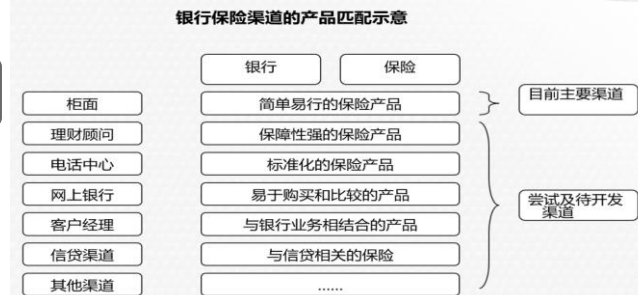 银行保险渠道的产品匹配示意
银行 保险
柜面 简单易行的保险产品 目前主要渠道
理财顾问 保障性强的保险产品
电话中心 标准化的保险产品
网上银行 易于购买和比较的产品
尝试及待开发
渠道
客户经理 与银行业务相结合的产品
信贷渠道 与信贷相关的保险
其他渠道 ......